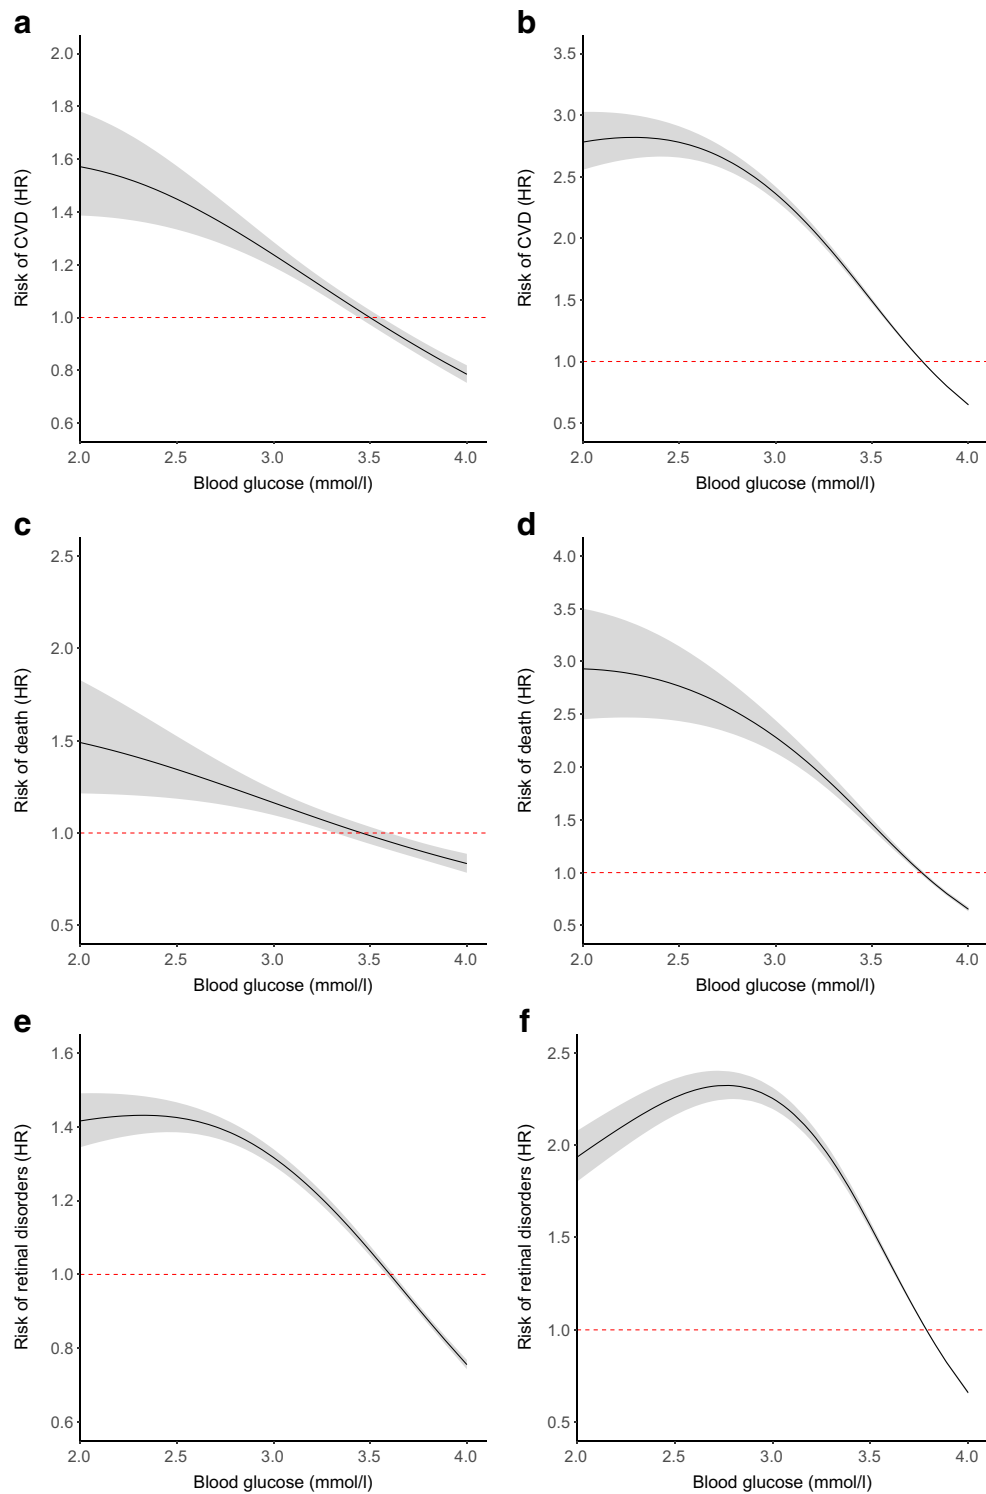 a
Risk of CVD (HR)
2.0
1.8
1.6
1.4
1.2
1.0
0.8
0.6
2.0 2.5 3.0 3.5 4.0
Blood glucose (mmol/l)
b
Risk of CVD (HR)
3.5
3.0
2.5
2.0
1.5
1.0
0.5
2.0 2.5 3.0 3.5 4.0
Blood glucose (mmol/l)
c
Risk of death (HR)
2.5
2.0
1.5
1.0
0.5
2.0 2.5 3.0 3.5 4.0
Blood glucose (mmol/l)
d
Risk of death (HR)
4.0
3.5
3.0
2.5
2.0
1.5
1.0
0.5
2.0 2.5 3.0 3.5 4.0
Blood glucose (mmol/l)
e
Risk of retinal disorders (HR)
1.6
1.4
1.2
1.0
0.8
0.6
2.0 2.5 3.0 3.5 4.0
Blood glucose (mmol/l)
f
Risk of retinal disorders (HR)
2.5
2.0
1.5
1.0
0.5
2.0 2.5 3.0 3.5 4.0
Blood glucose (mmol/l)